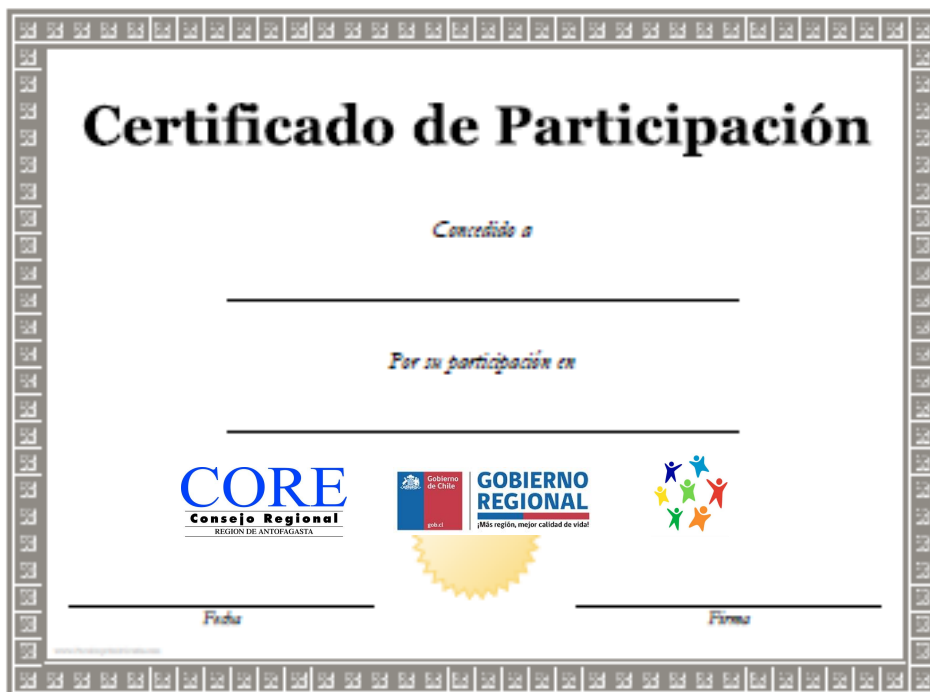 Certificado de Participación
Concedido a
Por su participación en
CORE
Consejo Regional
REGION DE ANTOFAGASTA
Gobierno
de Chile
gob.cl
GOBIERNO
REGIONAL
¡Más región, mejor calidad de vida!
Fecha
Firma